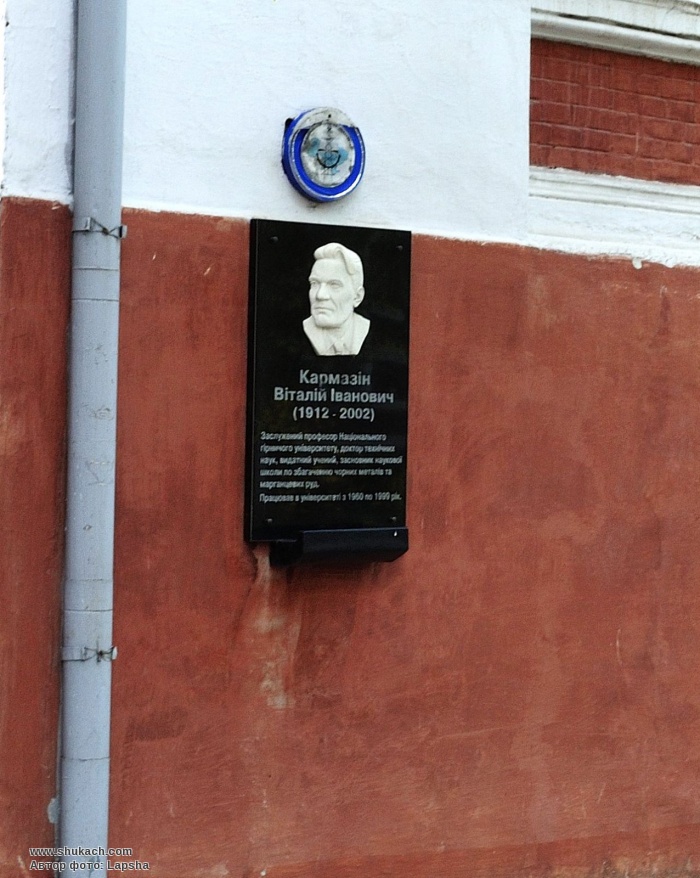 Кармазін
Віталій Іванович
(1912 - 2002)
Заслужений професор Національного
гірничого університету, доктор технічних
наук, видатний учений, засновник наукової
школи по збагаченню чорних металів та
марганцевих руд.
Працював в університеті з 1960 по 1999 рік.
www.shukach.com
Автор фото: Lapsha